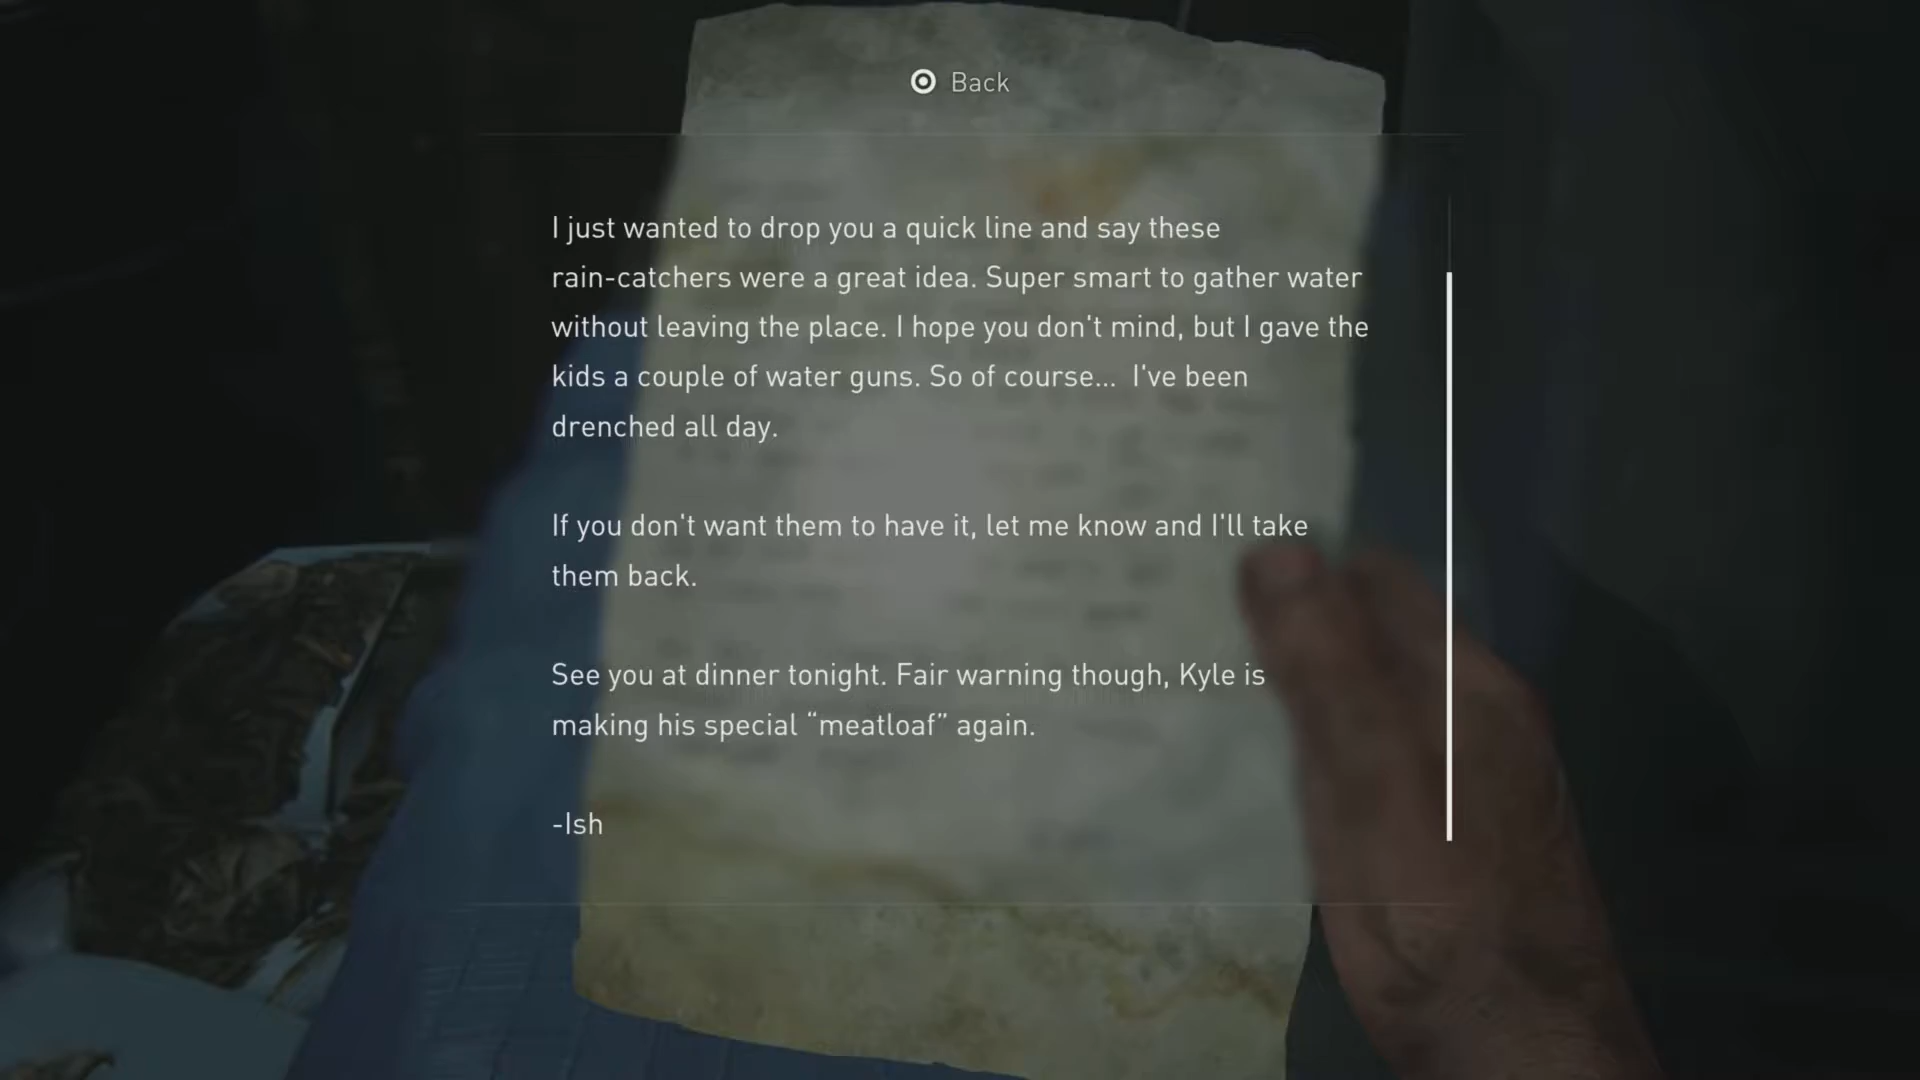 Back
I just wanted to drop you a quick line and say these
rain-catchers were a great idea. Super smart to gather water
without leaving the place. I hope you don't mind, but I gave the
kids a couple of water guns. So of course... I've been
drenched all day.
If you don't want them to have it, let me know and I'll take
them back.
See you at dinner tonight. Fair warning though, Kyle is
making his special “meatloaf” again.
-Ish